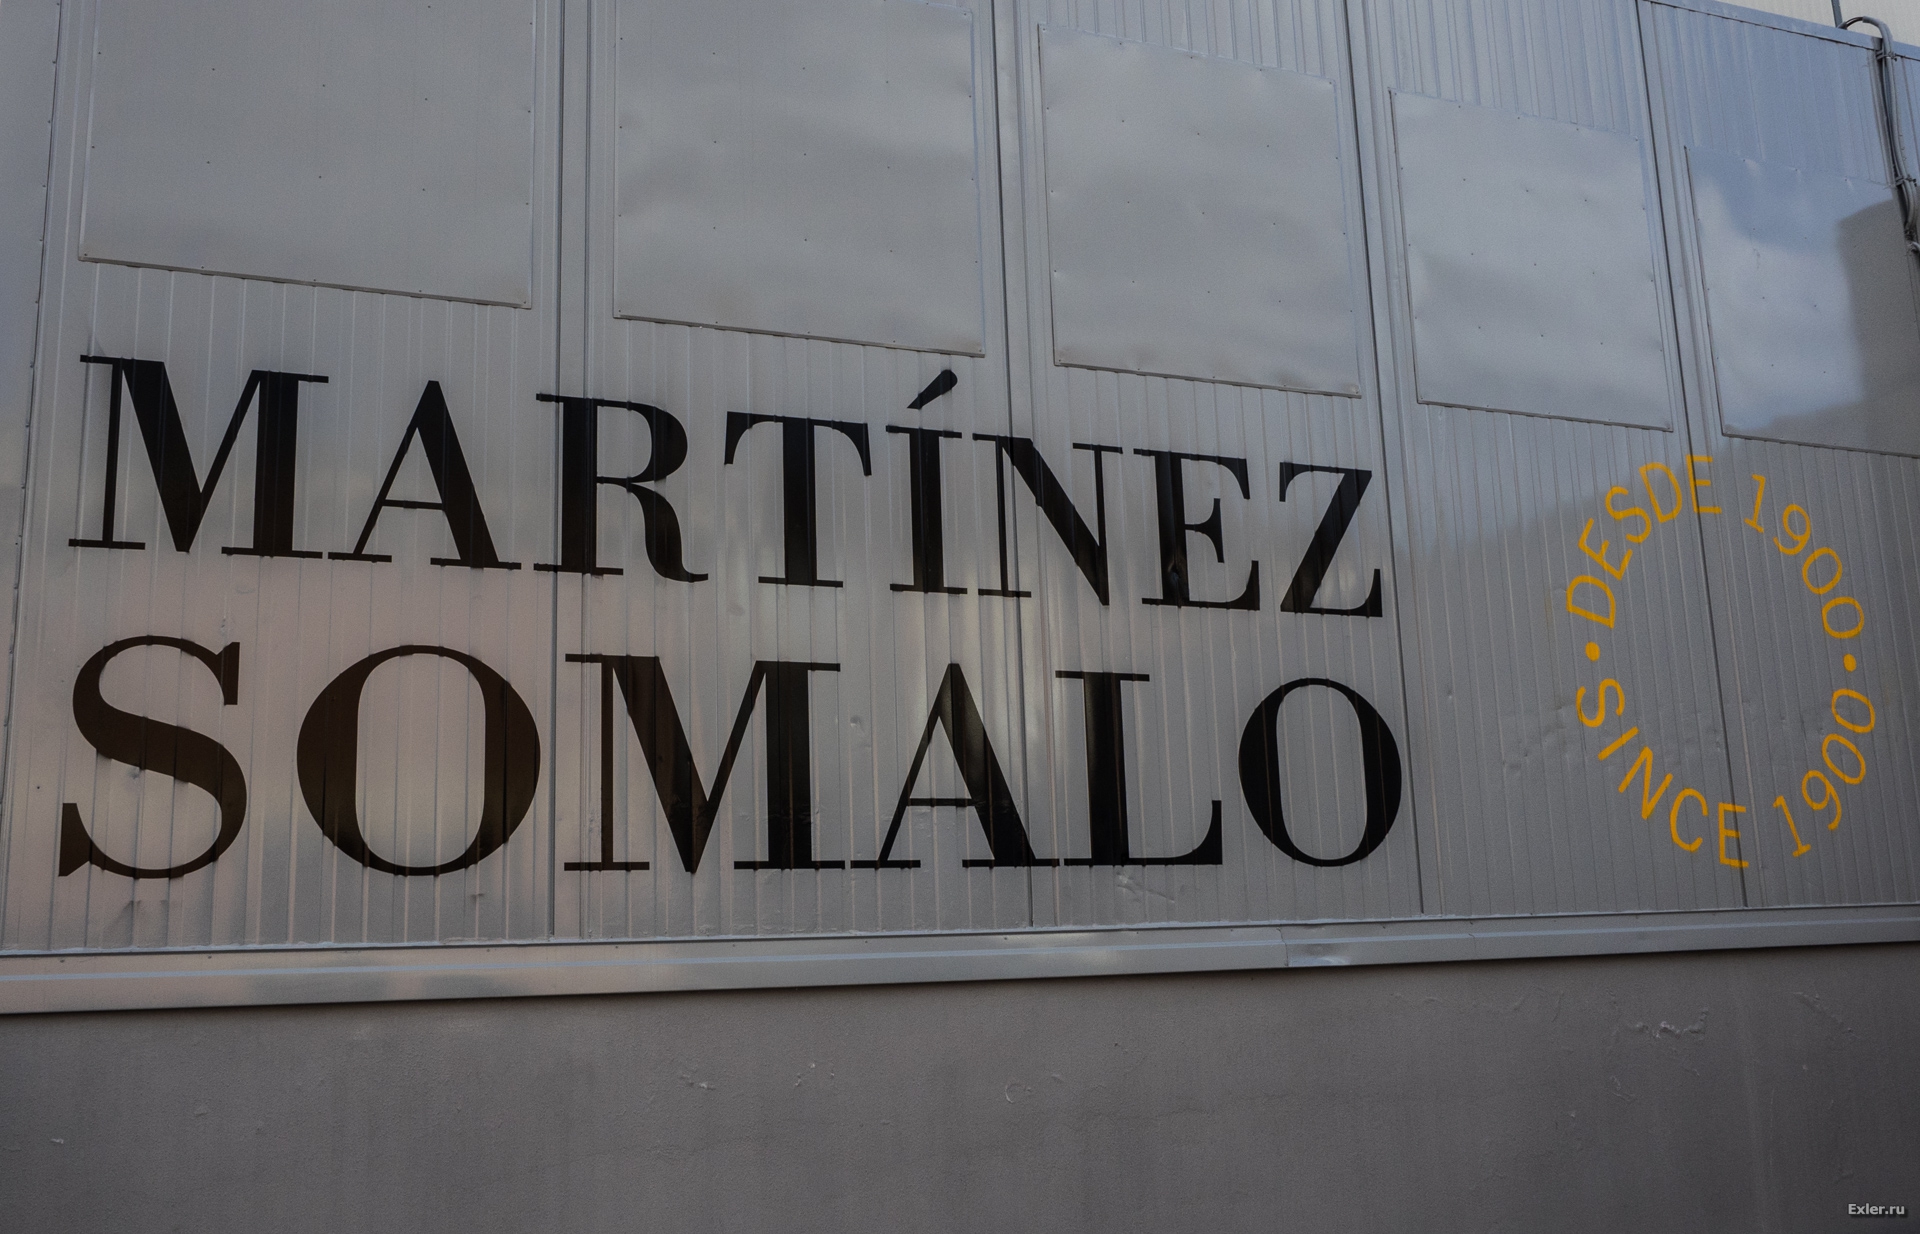 MARTÍNEZ
SOMALO
DESDE 1900 • SINCE 1900 •
Exler.ru